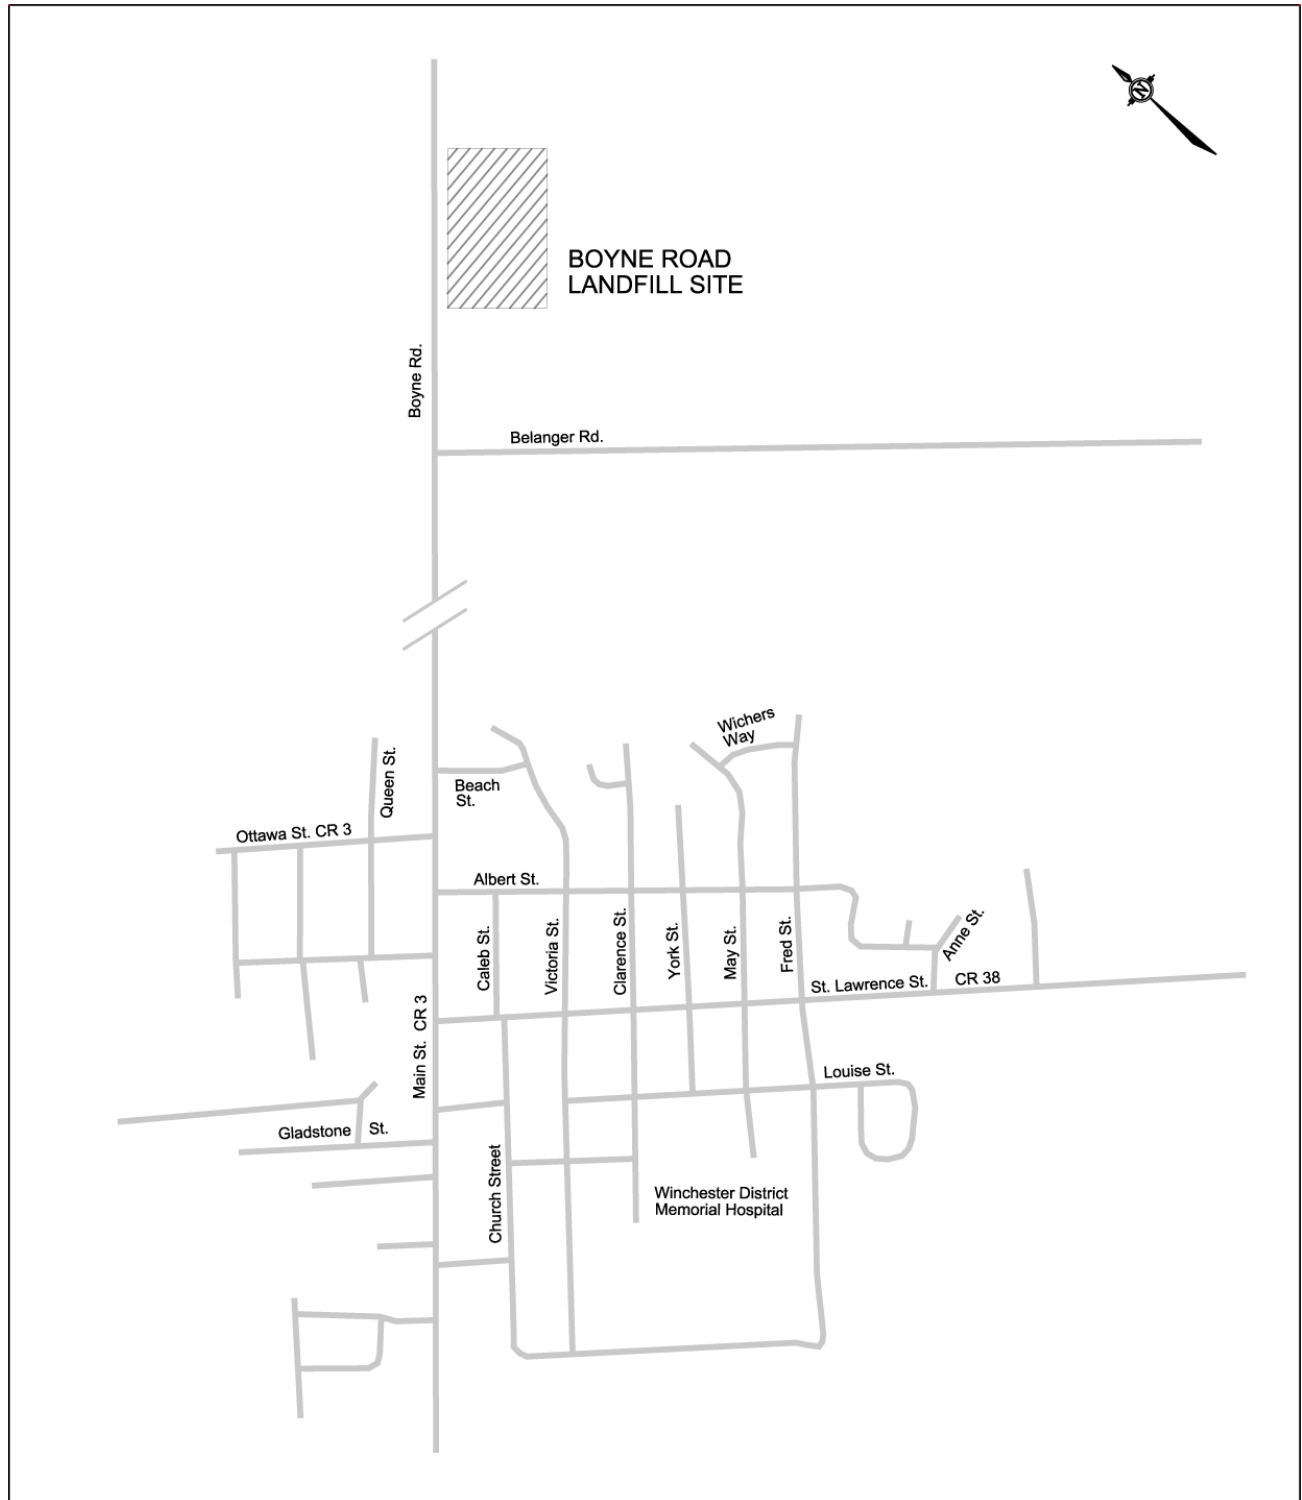 N
BOYNE ROAD
LANDFILL SITE
Boyne Rd.
Belanger Rd.
Wichers
Way
Queen St.
Beach
St.
Ottawa St. CR 3
Albert St.
Caleb St.
Victoria St.
Clarence St.
York St.
May St.
Fred St.
Anne St.
St. Lawrence St.
CR 38
Main St. CR 3
Louise St.
Gladstone St.
Church Street
Winchester District
Memorial Hospital